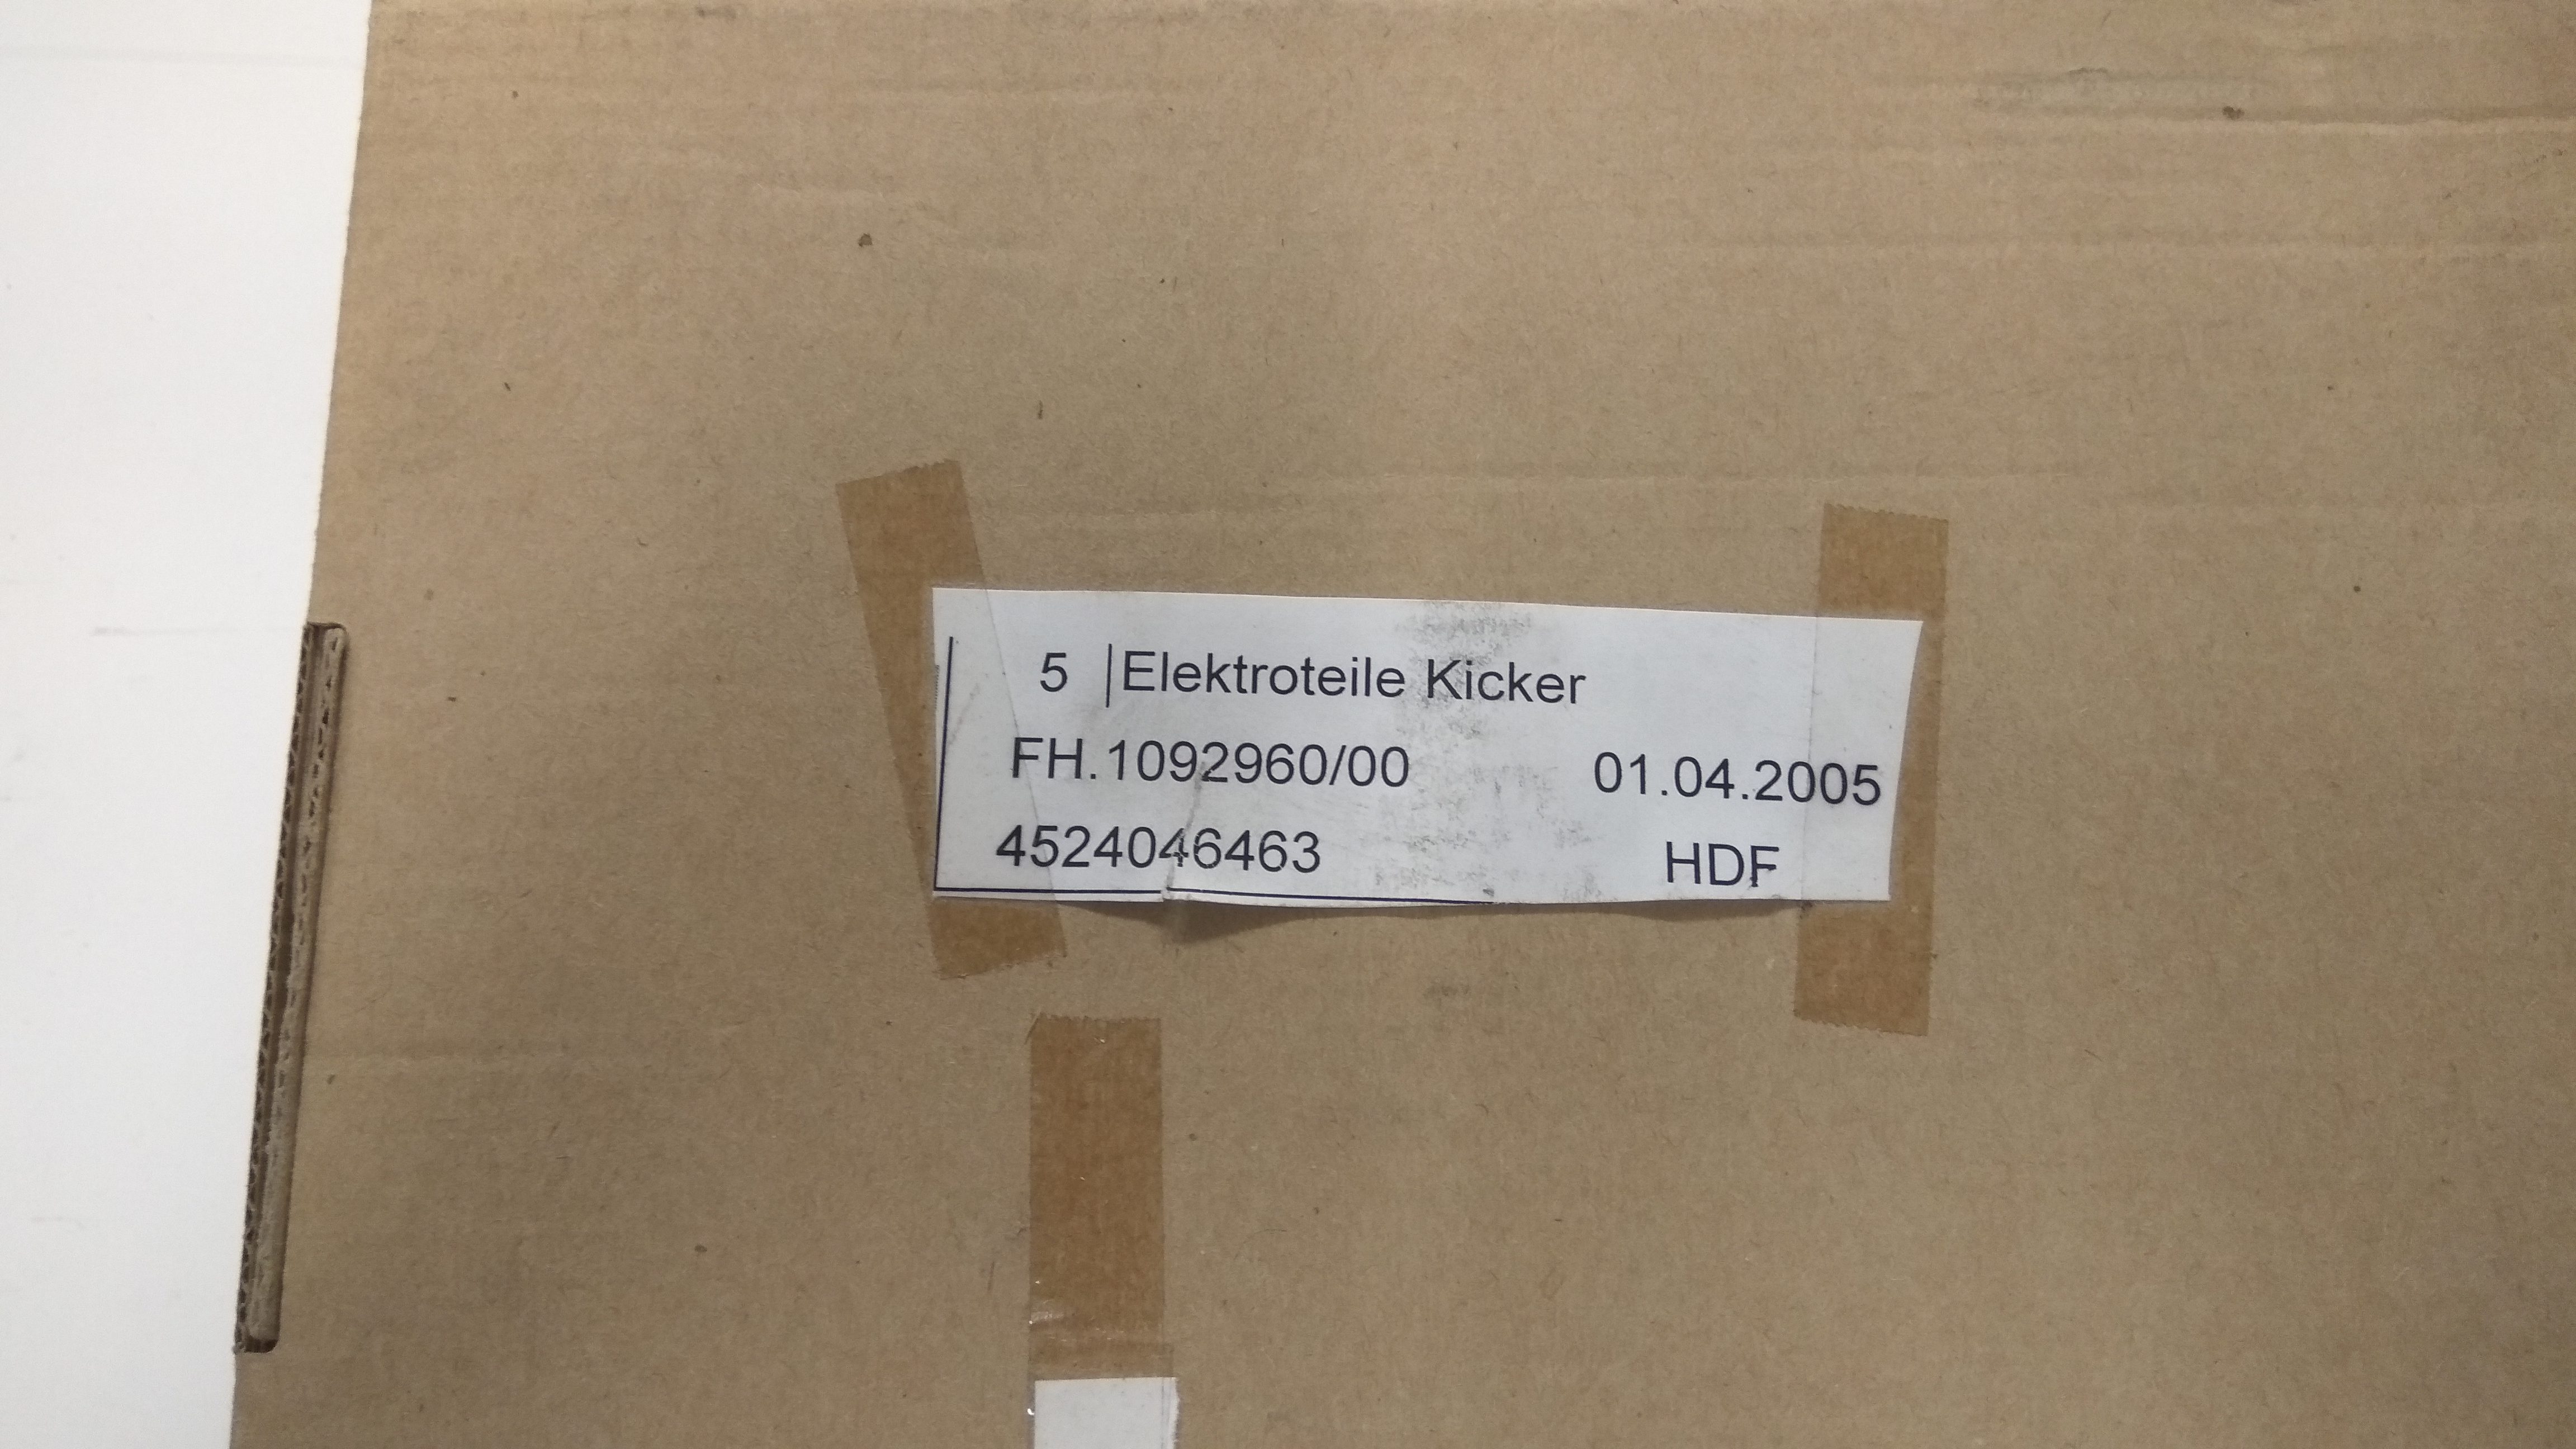 5 |Elektroteile Kicker
FH.1092960/00 01.04.2005
4524046463 HDF